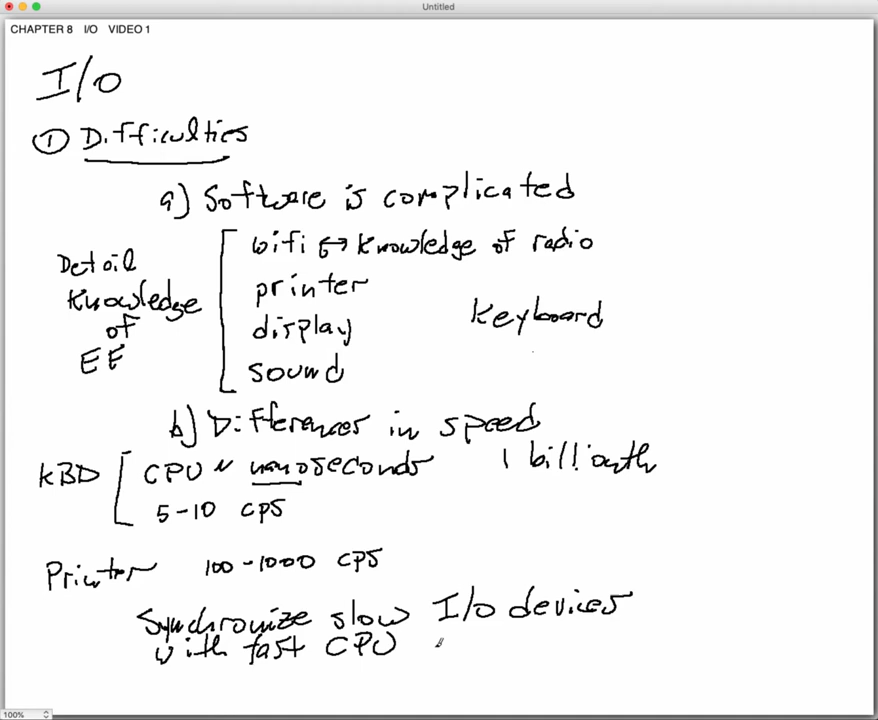 Untitled
CHAPTER 8 I/O VIDEO 1
I/O
① Difficulties
a) Software is complicated
Detail
Knowledge
of
EE
wifi ↔ knowledge of radio
printer
display
sound
Keyboard
b) Differences in speed
KBD
CPU ~ nanoseconds
1 billionth
5-10 CPS
Printer 100-1000 CPS
Synchronize slow I/O devices
with fast CPU
100%